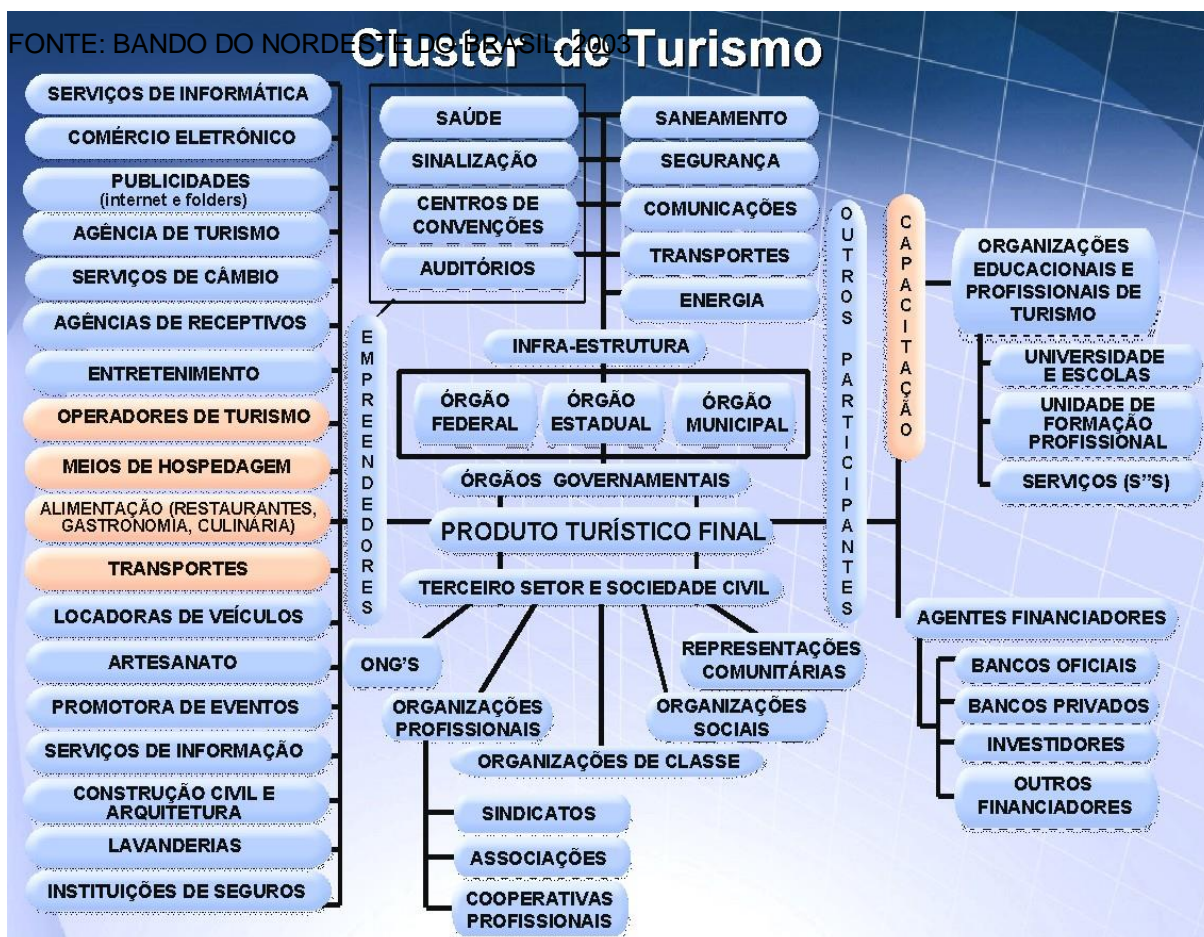 FONTE: BANDO DO NORDESTE DO BRASIL, 2003
Cluster de Turismo
SERVIÇOS DE INFORMÁTICA
COMÉRCIO ELETRÔNICO
PUBLICIDADES
(internet e folders)
AGÊNCIA DE TURISMO
SERVIÇOS DE CÂMBIO
AGÊNCIAS DE RECEPTIVOS
ENTRETENIMENTO
OPERADORES DE TURISMO
MEIOS DE HOSPEDAGEM
ALIMENTAÇÃO (RESTAURANTES,
GASTRONOMIA, CULINÁRIA)
TRANSPORTES
LOCADORAS DE VEÍCULOS
ARTESANATO
PROMOTORA DE EVENTOS
SERVIÇOS DE INFORMAÇÃO
CONSTRUÇÃO CIVIL E
ARQUITETURA
LAVANDERIAS
INSTITUIÇÕES DE SEGUROS
EMPREENDEDORES
SAÚDE
SINALIZAÇÃO
CENTROS DE
CONVENÇÕES
AUDITÓRIOS
SANEAMENTO
SEGURANÇA
COMUNICAÇÕES
TRANSPORTES
ENERGIA
INFRA-ESTRUTURA
ÓRGÃO
FEDERAL
ÓRGÃO
ESTADUAL
ÓRGÃO
MUNICIPAL
ÓRGÃOS GOVERNAMENTAIS
PRODUTO TURÍSTICO FINAL
TERCEIRO SETOR E SOCIEDADE CIVIL
ONG'S
ORGANIZAÇÕES
PROFISSIONAIS
ORGANIZAÇÕES DE CLASSE
ORGANIZAÇÕES
SOCIAIS
REPRESENTAÇÕES
COMUNITÁRIAS
SINDICATOS
ASSOCIAÇÕES
COOPERATIVAS
PROFISSIONAIS
OUTROS PARTICIPANTES
CAPACITAÇÃO
ORGANIZAÇÕES
EDUCACIONAIS E
PROFISSIONAIS DE
TURISMO
UNIVERSIDADE
E ESCOLAS
UNIDADE DE
FORMAÇÃO
PROFISSIONAL
SERVIÇOS (S"S)
AGENTES FINANCIADORES
BANCOS OFICIAIS
BANCOS PRIVADOS
INVESTIDORES
OUTROS
FINANCIADORES